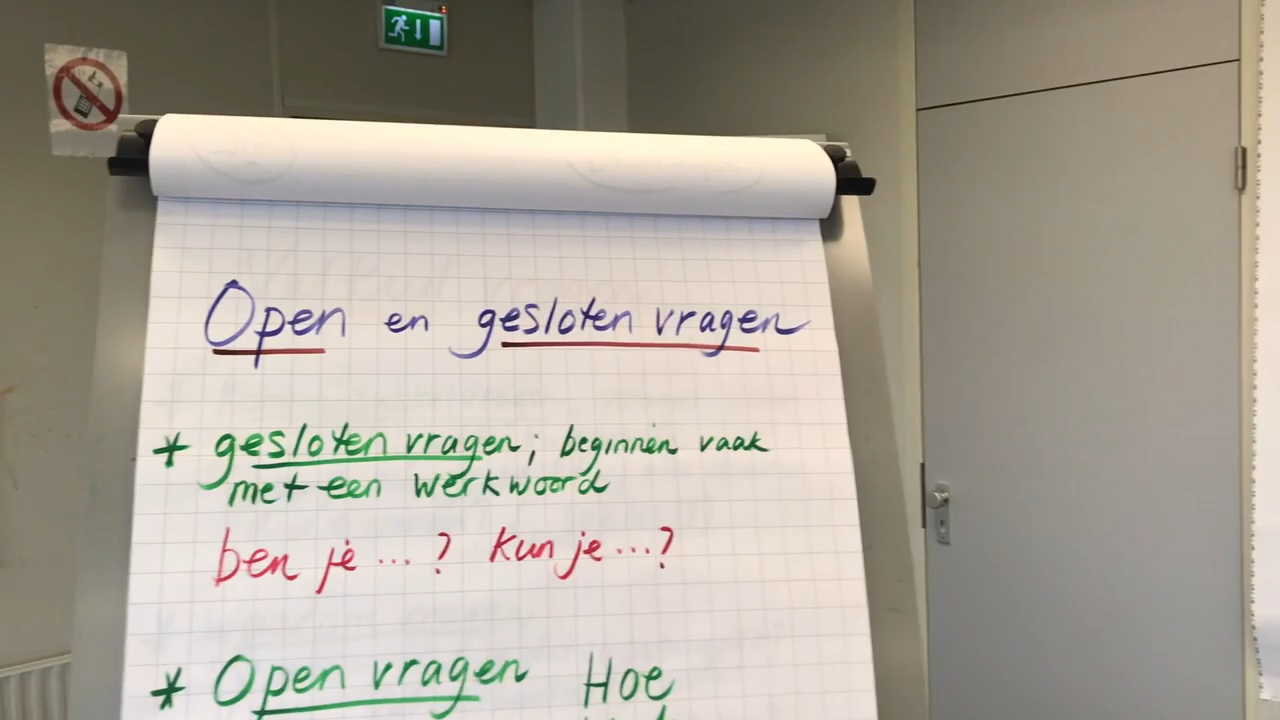 Open en gesloten vragen
* gesloten vragen; beginnen vaak
met een werkwoord
ben je ... ? kun je ...?
* Open vragen Hoe